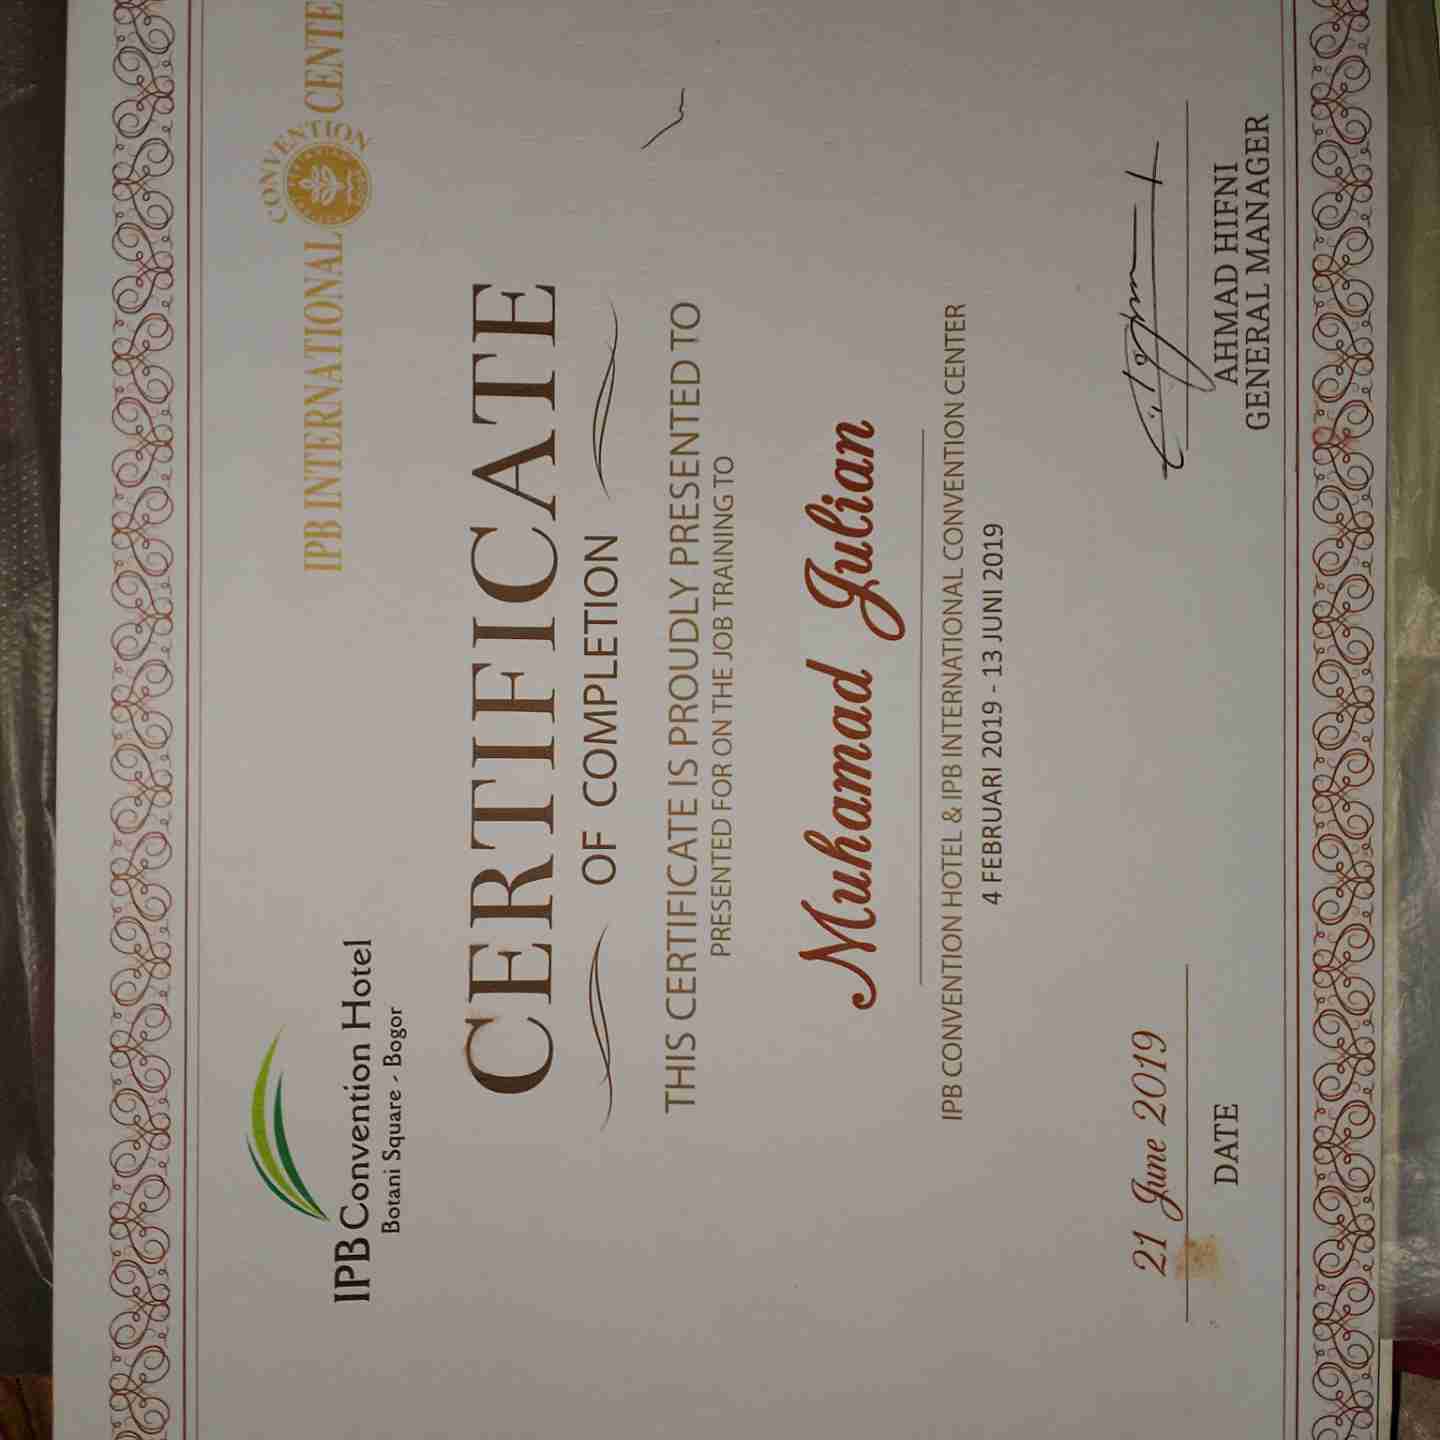 IPB Convention Hotel
Botani Square - Bogor
IPB INTERNATIONAL CONVENTION CENTE
CERTIFICATE
OF COMPLETION
THIS CERTIFICATE IS PROUDLY PRESENTED TO
PRESENTED FOR ON THE JOB TRAINING TO
Muhamad Julian
IPB CONVENTION HOTEL & IPB INTERNATIONAL CONVENTION CENTER
4 FEBRUARI 2019 - 13 JUNI 2019
21 June 2019
DATE
AHMAD HIFNI
GENERAL MANAGER